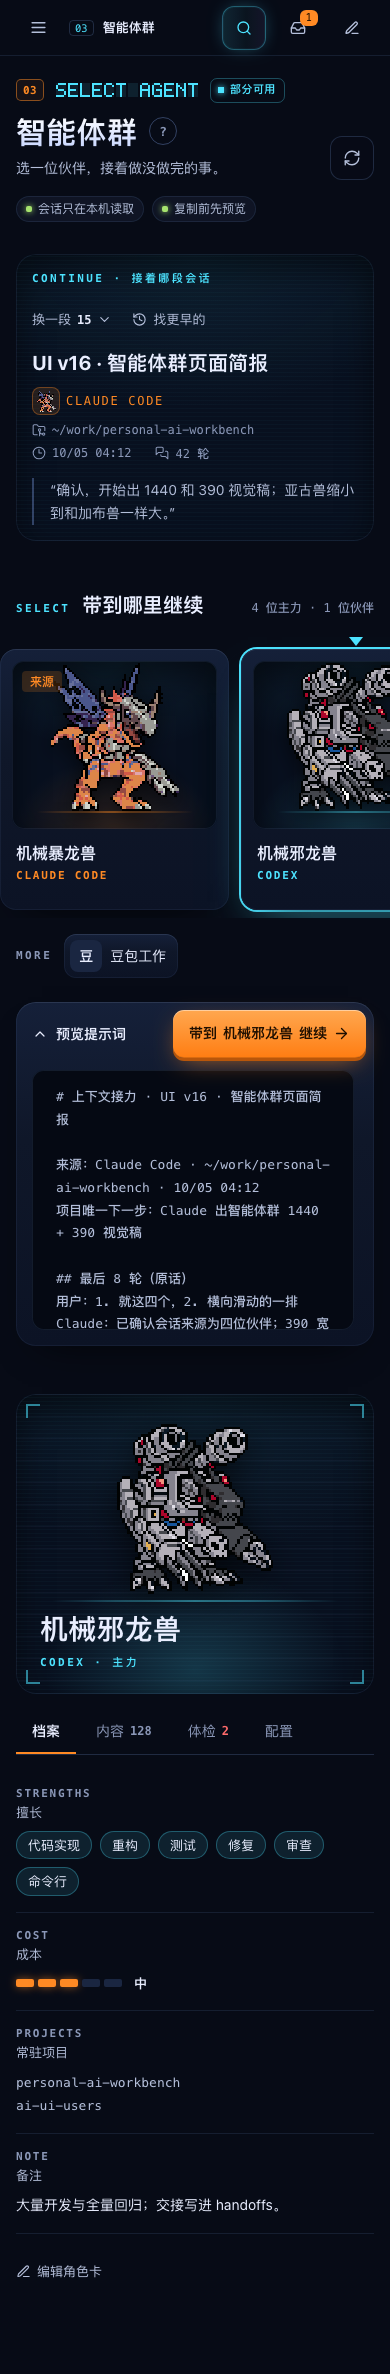 03 智能体群
1
03 SELECT AGENT 部分可用
智能体群 ?
选一位伙伴，接着做没做完的事。
会话只在本机读取 复制前先预览
CONTINUE · 接着哪段会话
换一段 15 找更早的
UI v16 · 智能体群页面简报
CLAUDE CODE
~/work/personal-ai-workbench
10/05 04:12 42 轮
“确认，开始出 1440 和 390 视觉稿；亚古兽缩小
到和加布兽一样大。”
SELECT 带到哪里继续 4 位主力 · 1 位伙伴
来源
机械暴龙兽
CLAUDE CODE
机械邪龙兽
CODEX
MORE 豆 豆包工作
预览提示词 带到 机械邪龙兽 继续 →
# 上下文接力 · UI v16 · 智能体群页面简
报
来源：Claude Code · ~/work/personal-
ai-workbench · 10/05 04:12
项目唯一下一步：Claude 出智能体群 1440
+ 390 视觉稿
## 最后 8 轮（原话）
用户：1. 就这四个，2. 横向滑动的一排
Claude：已确认会话来源为四位伙伴；390 宽
机械邪龙兽
CODEX · 主力
档案 内容 128 体检 2 配置
STRENGTHS
擅长
代码实现 重构 测试 修复 审查
命令行
COST
成本
中
PROJECTS
常驻项目
personal-ai-workbench
ai-ui-users
NOTE
备注
大量开发与全量回归；交接写进 handoffs。
编辑角色卡